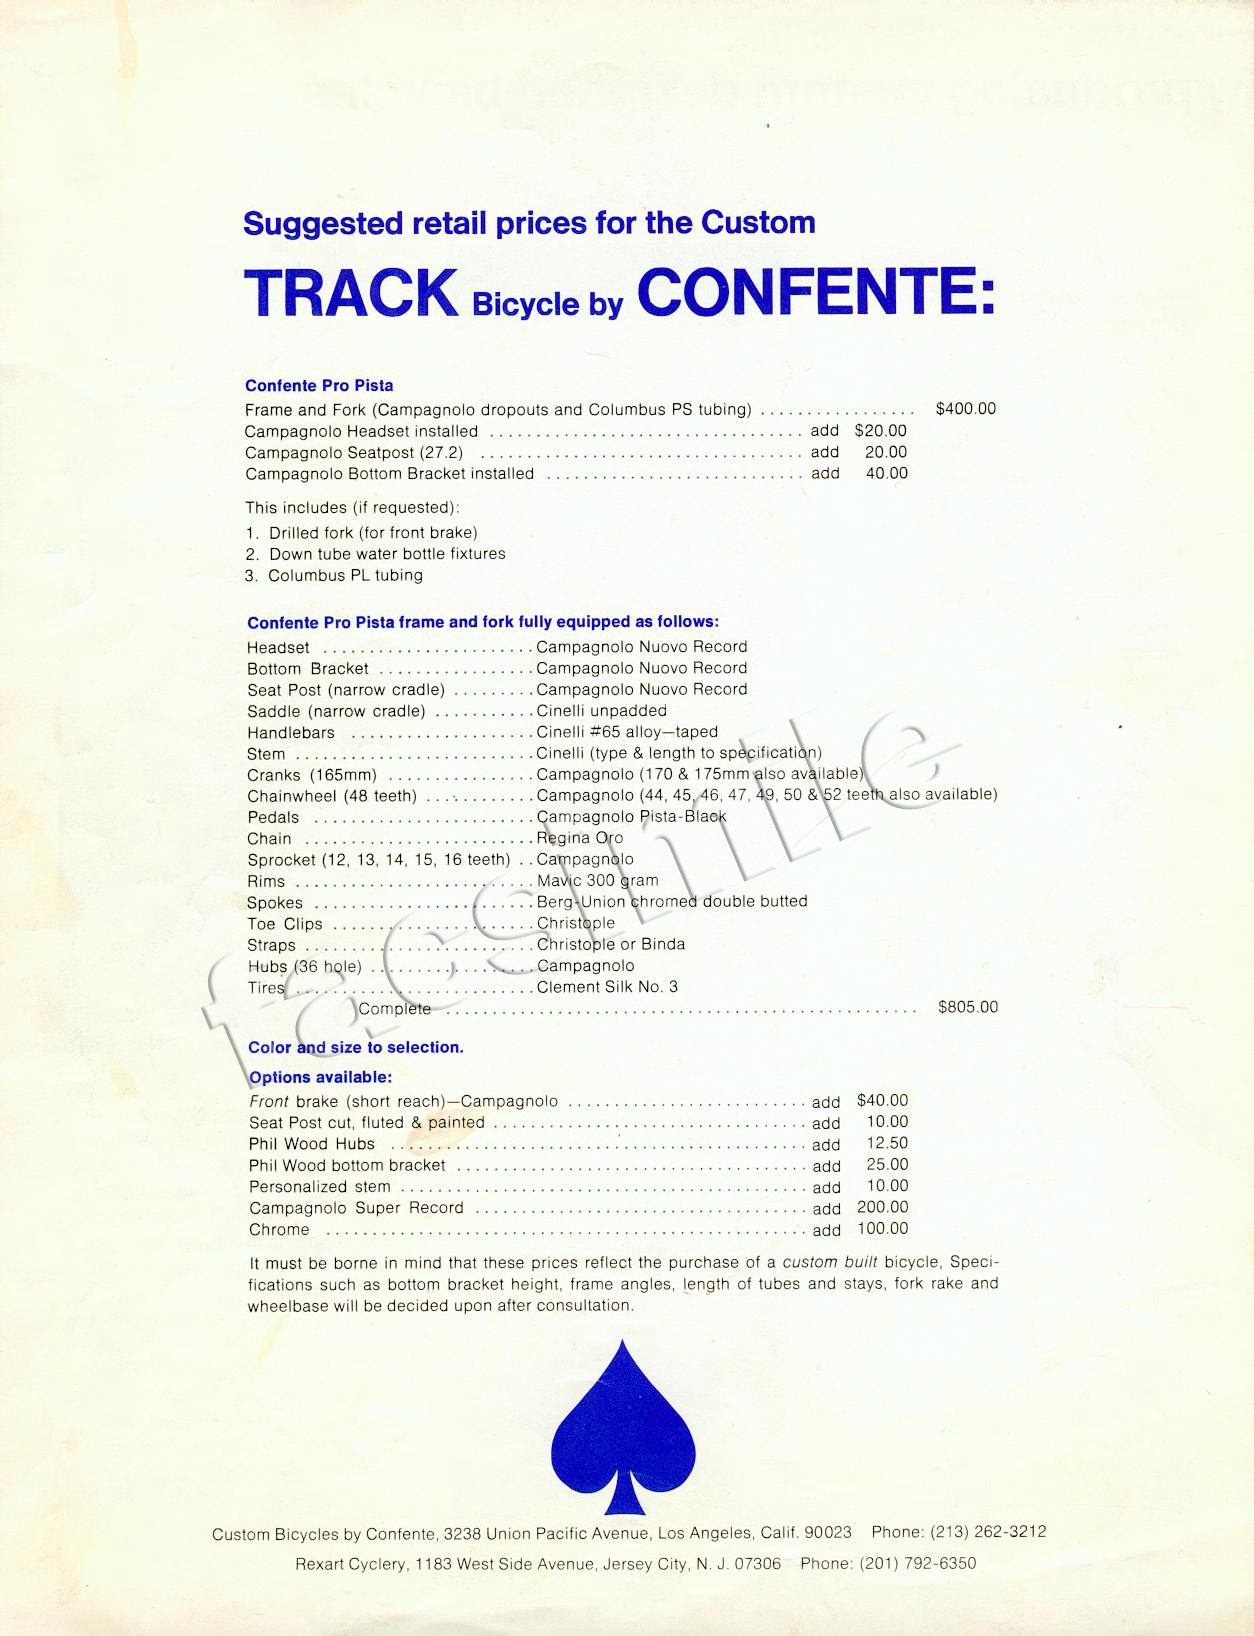 Suggested retail prices for the Custom
TRACK Bicycle by CONFENTE:
Confente Pro Pista
Frame and Fork (Campagnolo dropouts and Columbus PS tubing) ................. $400.00
Campagnolo Headset installed .................................. add $20.00
Campagnolo Seatpost (27.2) ................................... add 20.00
Campagnolo Bottom Bracket installed ............................ add 40.00
This includes (if requested):
1. Drilled fork (for front brake)
2. Down tube water bottle fixtures
3. Columbus PL tubing
Confente Pro Pista frame and fork fully equipped as follows:
Headset ....................... Campagnolo Nuovo Record
Bottom Bracket ................. Campagnolo Nuovo Record
Seat Post (narrow cradle) ......... Campagnolo Nuovo Record
Saddle (narrow cradle) ........... Cinelli unpadded
Handlebars .................... Cinelli #65 alloy—taped
Stem .......................... Cinelli (type & length to specification)
Cranks (165mm) ................ Campagnolo (170 & 175mm also available)
Chainwheel (48 teeth) ............ Campagnolo (44, 45, 46, 47, 49, 50 & 52 teeth also available)
Pedals ........................ Campagnolo Pista-Black
Chain ......................... Regina Oro
Sprocket (12, 13, 14, 15, 16 teeth) .. Campagnolo
Rims .......................... Mavic 300 gram
Spokes ........................ Berg-Union chromed double butted
Toe Clips ...................... Christople
Straps ......................... Christople or Binda
Hubs (36 hole) .................. Campagnolo
Tires .......................... Clement Silk No. 3
Complete ................................................... $805.00
Color and size to selection.
Options available:
Front brake (short reach)—Campagnolo .......................... add $40.00
Seat Post cut, fluted & painted .................................. add 10.00
Phil Wood Hubs ............................................. add 12.50
Phil Wood bottom bracket ...................................... add 25.00
Personalized stem ............................................ add 10.00
Campagnolo Super Record .................................... add 200.00
Chrome .................................................... add 100.00
It must be borne in mind that these prices reflect the purchase of a custom built bicycle, Speci-
fications such as bottom bracket height, frame angles, length of tubes and stays, fork rake and
wheelbase will be decided upon after consultation.
Custom Bicycles by Confente, 3238 Union Pacific Avenue, Los Angeles, Calif. 90023 Phone: (213) 262-3212
Rexart Cyclery, 1183 West Side Avenue, Jersey City, N. J. 07306 Phone: (201) 792-6350
facsimile